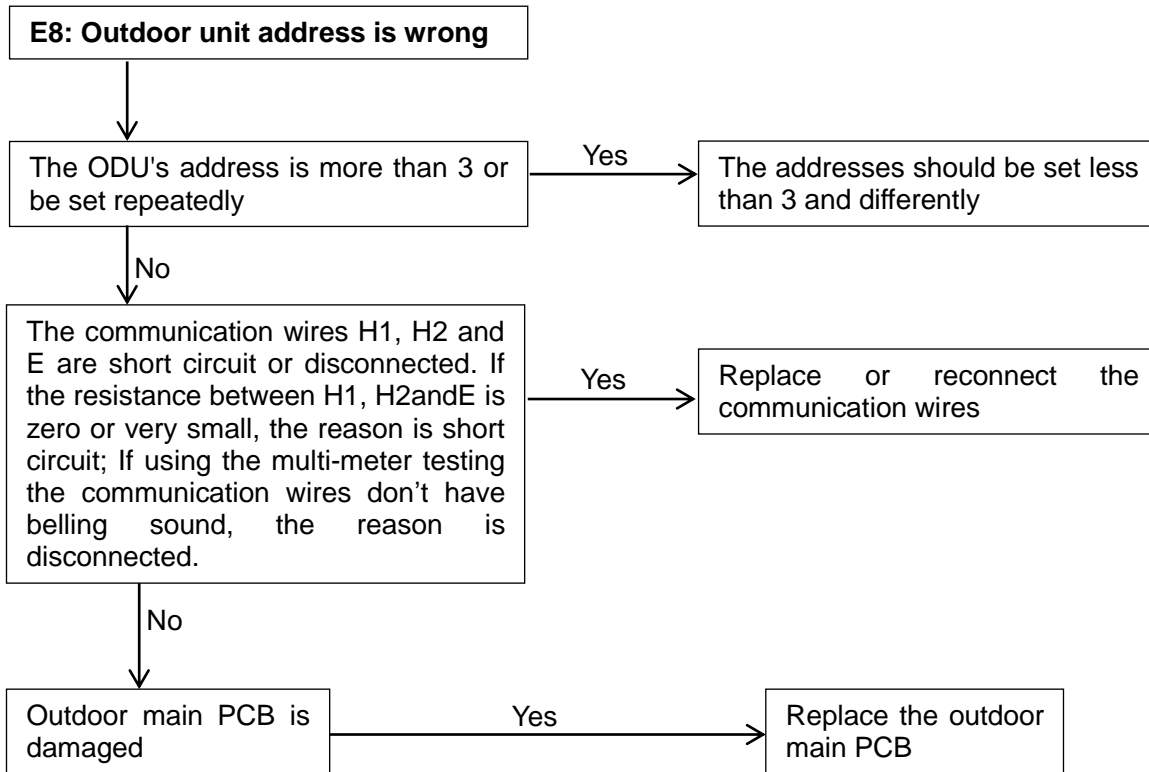 E8: Outdoor unit address is wrong
The ODU's address is more than 3 or
be set repeatedly
Yes
The addresses should be set less
than 3 and differently
No
The communication wires H1, H2 and
E are short circuit or disconnected. If
the resistance between H1, H2andE is
zero or very small, the reason is short
circuit; If using the multi-meter testing
the communication wires don’t have
belling sound, the reason is
disconnected.
Yes
Replace or reconnect the
communication wires
No
Outdoor main PCB is
damaged
Yes
Replace the outdoor
main PCB